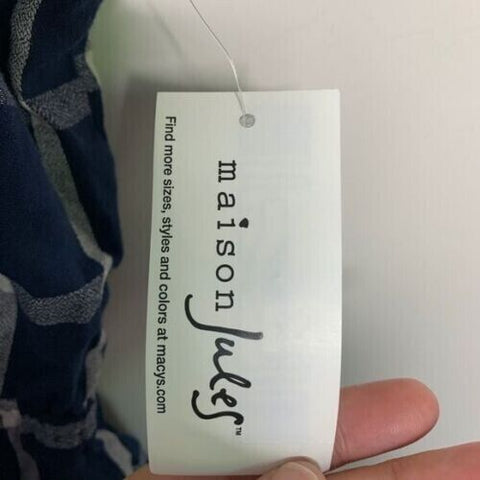 maison Jules™
Find more sizes, styles and colors at macys.com